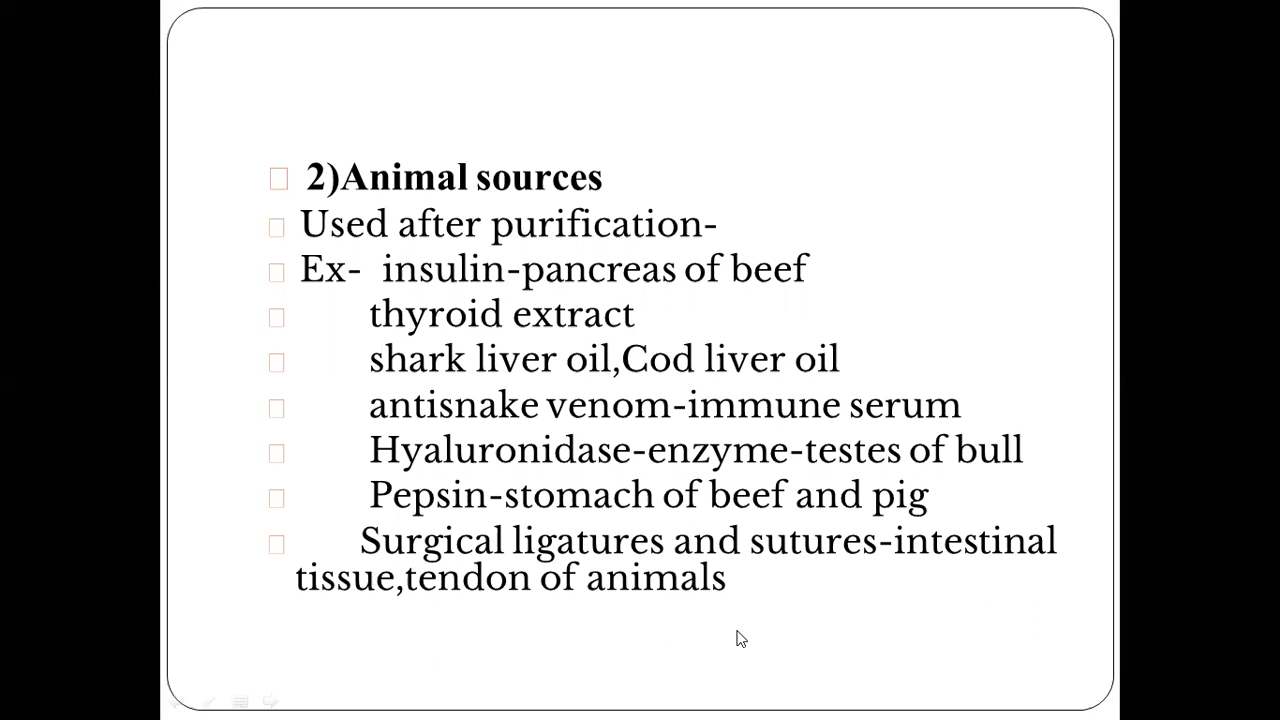 2)Animal sources
Used after purification-
Ex- insulin-pancreas of beef
thyroid extract
shark liver oil,Cod liver oil
antisnake venom-immune serum
Hyaluronidase-enzyme-testes of bull
Pepsin-stomach of beef and pig
Surgical ligatures and sutures-intestinal
tissue,tendon of animals